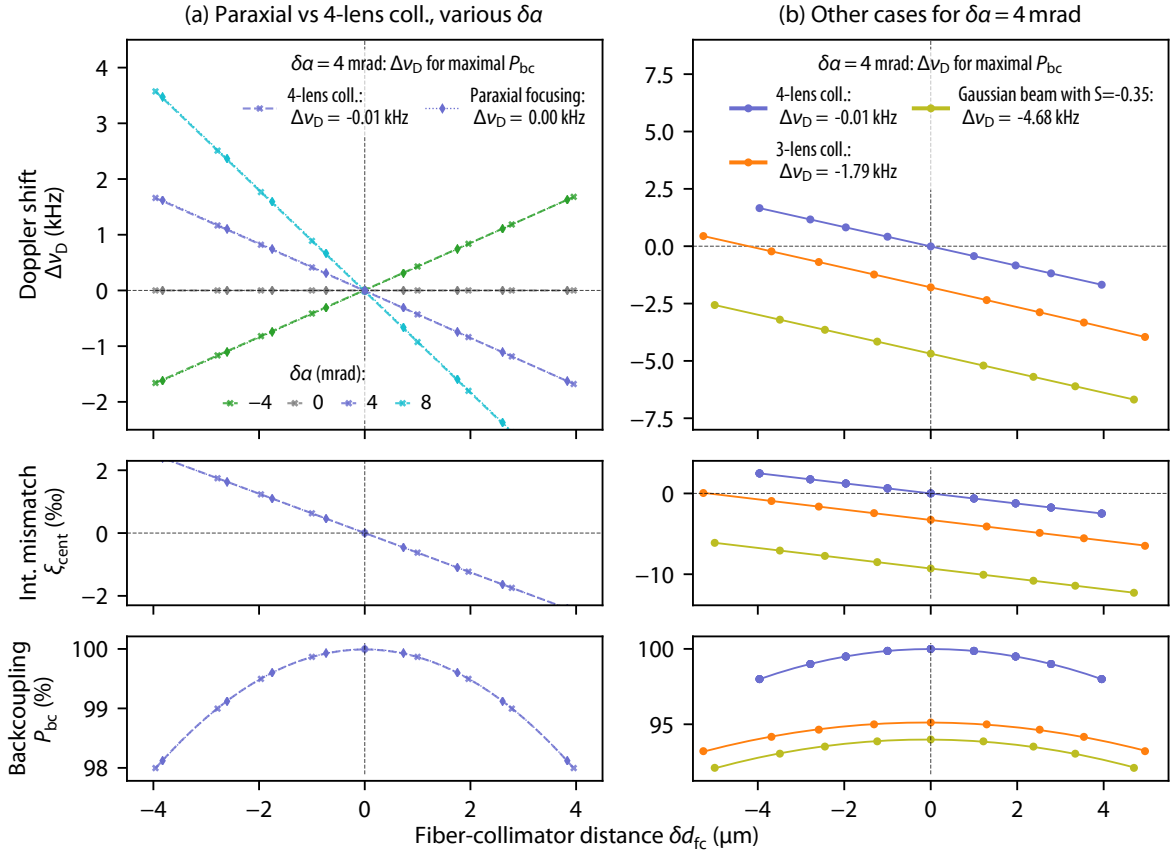 (a) Paraxial vs 4-lens coll., various δα
(b) Other cases for δα = 4 mrad
δα = 4 mrad: Δν_D for maximal P_bc
4-lens coll.:
Δν_D = -0.01 kHz
Paraxial focusing:
Δν_D = 0.00 kHz
δα (mrad):
−4 0 4 8
4
3
2
1
0
−1
−2
Doppler shift
Δν_D (kHz)
δα = 4 mrad: Δν_D for maximal P_bc
4-lens coll.:
Δν_D = -0.01 kHz
Gaussian beam with S=-0.35:
Δν_D = -4.68 kHz
3-lens coll.:
Δν_D = -1.79 kHz
7.5
5.0
2.5
0.0
−2.5
−5.0
−7.5
Int. mismatch
ξ_cent (‰)
2
0
−2
0
−10
Backcoupling
P_bc (%)
100
99
98
100
95
−4 −2 0 2 4
−4 −2 0 2 4
Fiber-collimator distance δd_fc (μm)